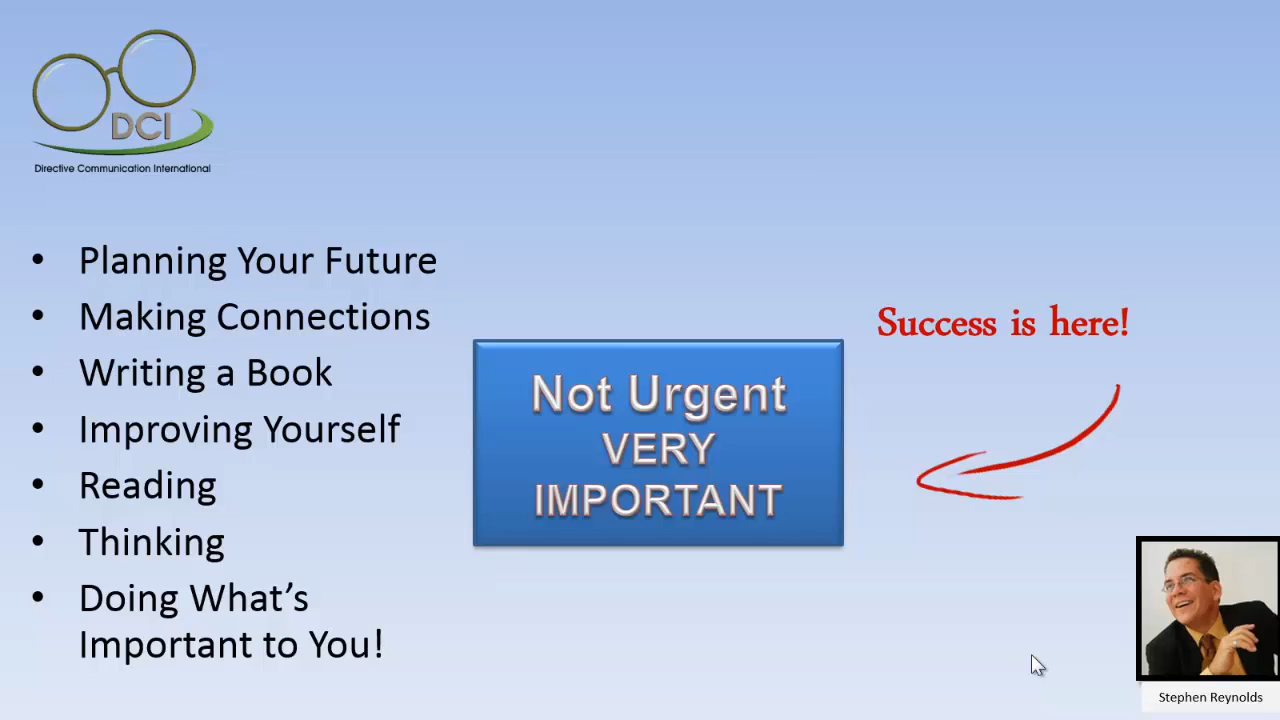 DCI
Directive Communication International
• Planning Your Future
• Making Connections
• Writing a Book
• Improving Yourself
• Reading
• Thinking
• Doing What's
Important to You!
Not Urgent
VERY
IMPORTANT
Success is here!
Stephen Reynolds